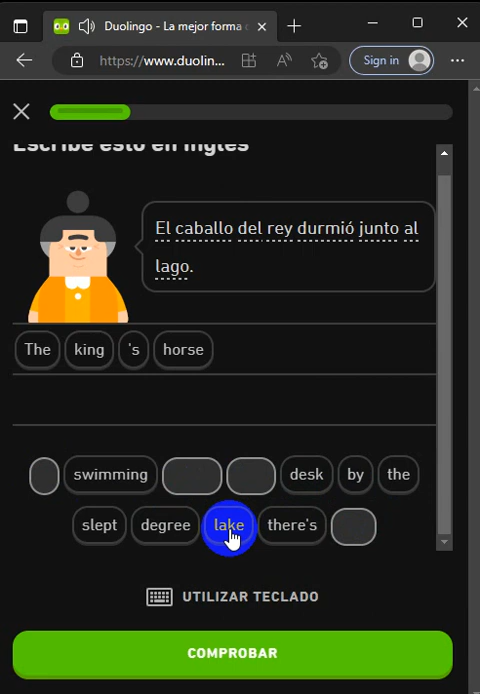 Duolingo - La mejor forma d
https://www.duolin...
Sign in
Escribe esto en inglés
El caballo del rey durmió junto al
lago.
The king 's horse
swimming desk by the
slept degree lake there's
UTILIZAR TECLADO
COMPROBAR